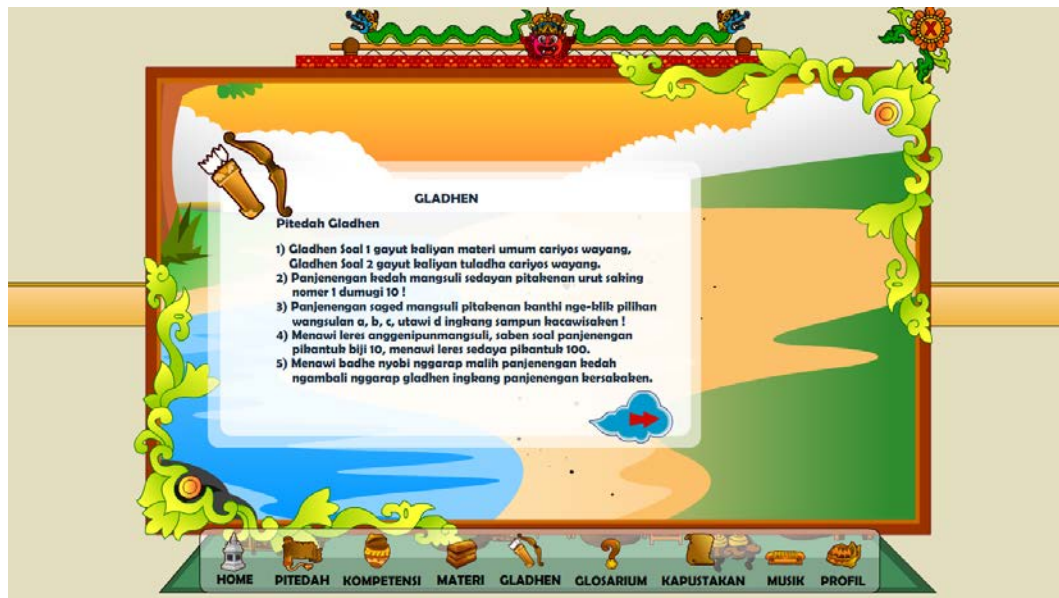 X
GLADHEN
Pitedah Gladhen
1) Gladhen Soal 1 gayut kaliyan materi umum cariyos wayang,
Gladhen Soal 2 gayut kaliyan tuladha cariyos wayang.
2) Panjenengan kedah mangsuli sedayan pitakenan urut saking
nomer 1 dumugi 10 !
3) Panjenengan saged mangsuli pitakenan kanthi nge-klik pilihan
wangsulan a, b, c, utawi d ingkang sampun kacawisaken !
4) Menawi leres anggenipunmangsuli, saben soal panjenengan
pikantuk biji 10, menawi leres sedaya pikantuk 100.
5) Menawi badhe nyobi nggarap malih panjenengan kedah
ngambali nggarap gladhen ingkang panjenengan kersakaken.
HOME PITEDAH KOMPETENSI MATERI GLADHEN GLOSARIUM KAPUSTAKAN MUSIK PROFIL